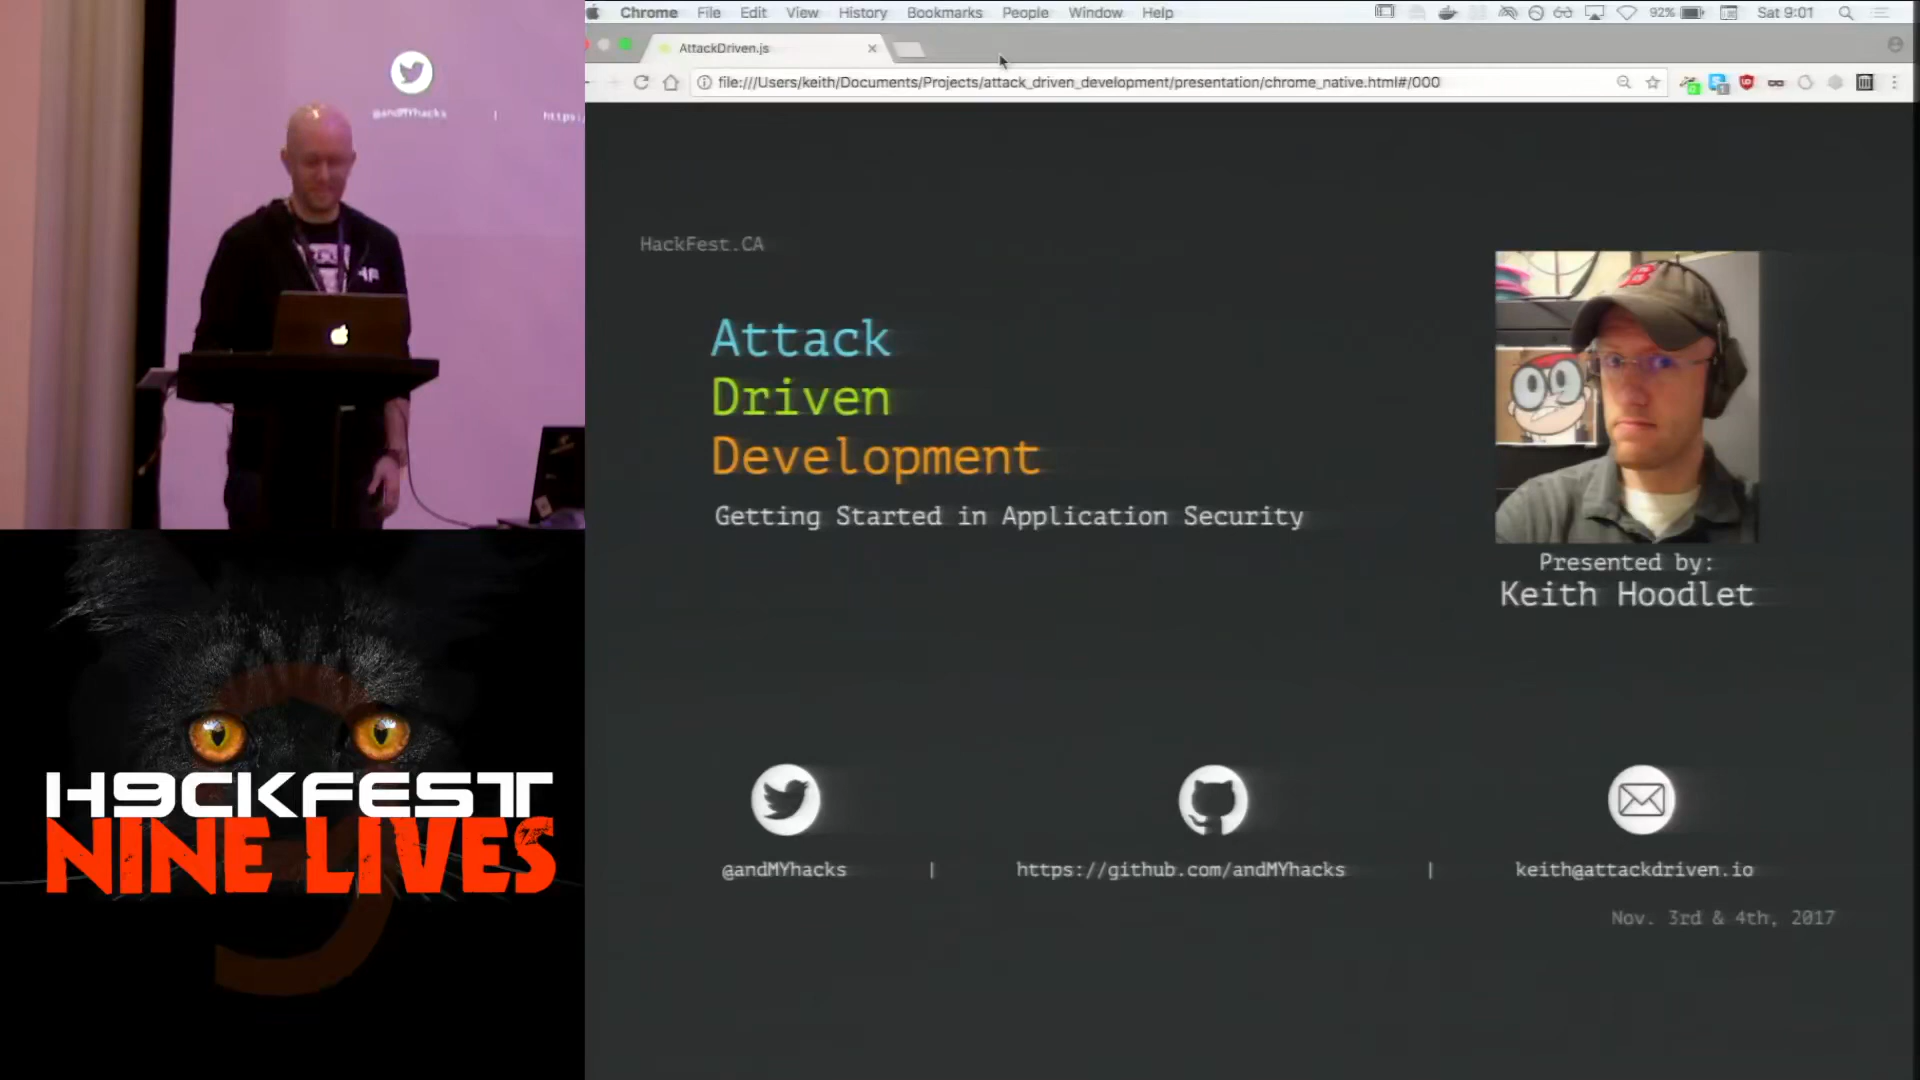 @andMYhacks | https:/
H9CKFEST
NINE LIVES
Chrome File Edit View History Bookmarks People Window Help 92% Sat 9:01
AttackDriven.js
file:///Users/keith/Documents/Projects/attack_driven_development/presentation/chrome_native.html#/000
HackFest.CA
Attack
Driven
Development
Getting Started in Application Security
Presented by:
Keith Hoodlet
@andMYhacks | https://github.com/andMYhacks | keith@attackdriven.io
Nov. 3rd & 4th, 2017